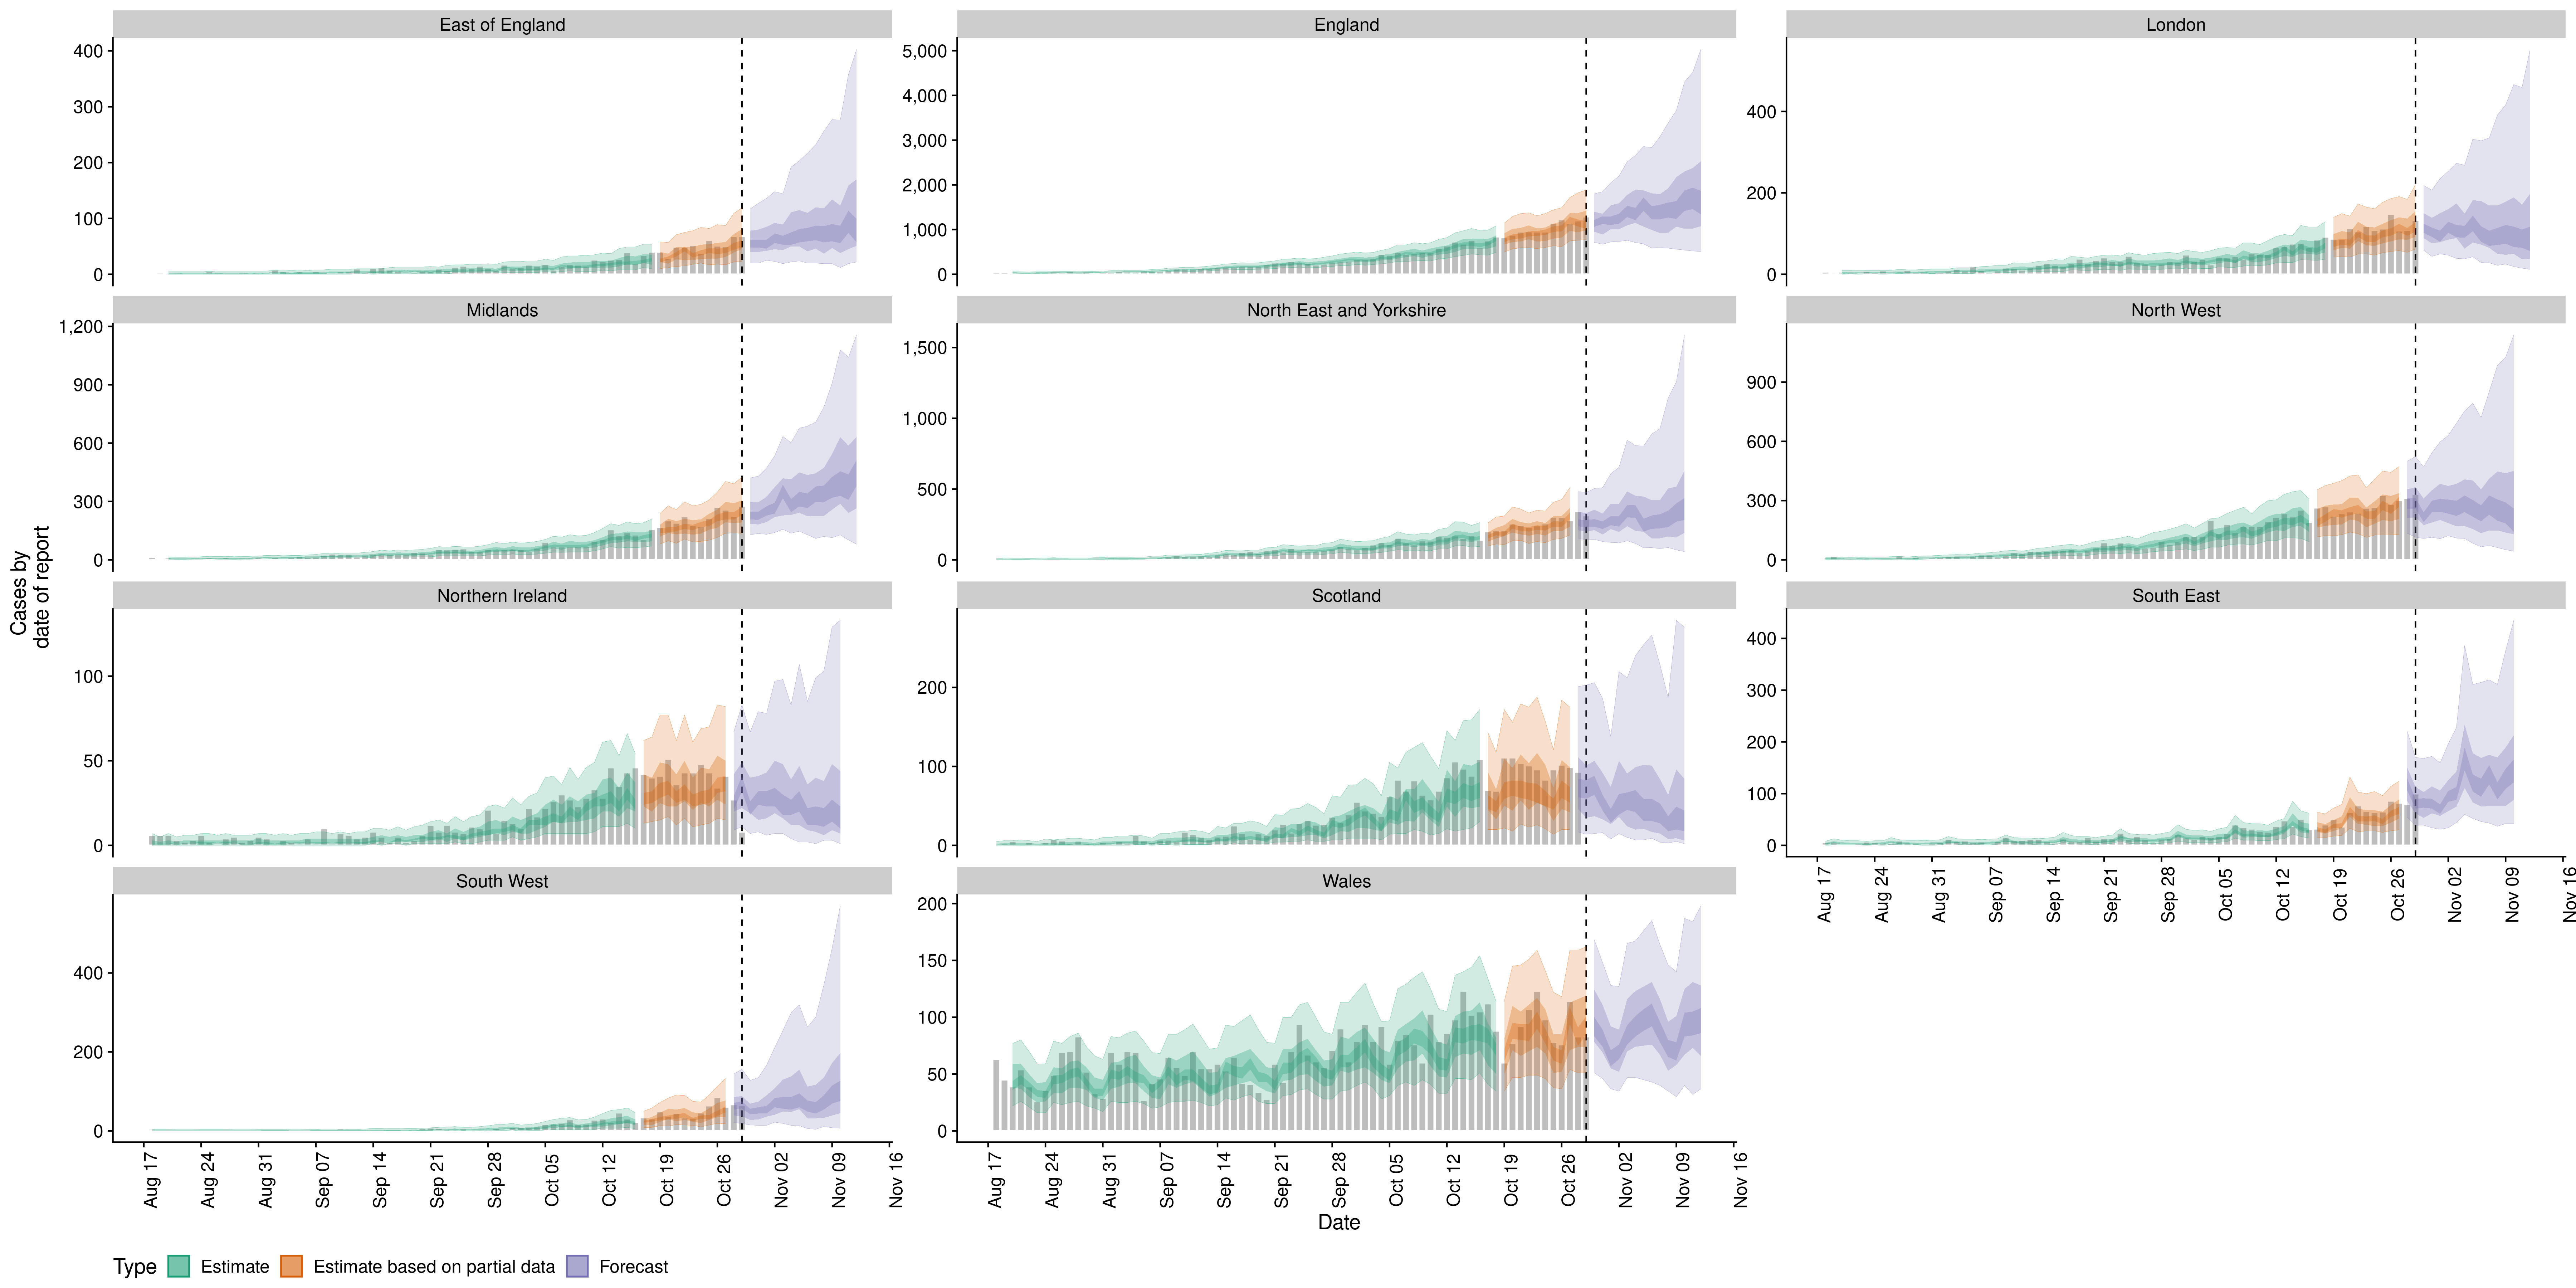 East of England
England
London
400
300
200
100
0
5,000
4,000
3,000
2,000
1,000
0
400
200
0
Midlands
North East and Yorkshire
North West
1,200
900
600
300
0
1,500
1,000
500
0
900
600
300
0
Cases by
date of report
Northern Ireland
Scotland
South East
100
50
0
200
100
0
400
300
200
100
0
Aug 17
Aug 24
Aug 31
Sep 07
Sep 14
Sep 21
Sep 28
Oct 05
Oct 12
Oct 19
Oct 26
Nov 02
Nov 09
Nov 16
South West
Wales
400
200
0
200
150
100
50
0
Aug 17
Aug 24
Aug 31
Sep 07
Sep 14
Sep 21
Sep 28
Oct 05
Oct 12
Oct 19
Oct 26
Nov 02
Nov 09
Nov 16
Aug 17
Aug 24
Aug 31
Sep 07
Sep 14
Sep 21
Sep 28
Oct 05
Oct 12
Oct 19
Oct 26
Nov 02
Nov 09
Nov 16
Date
Type Estimate Estimate based on partial data Forecast